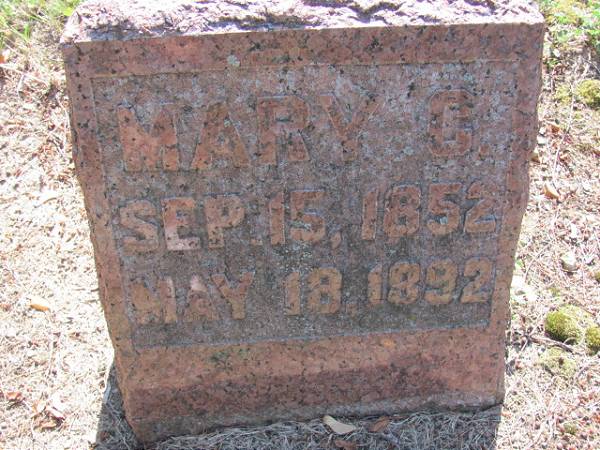 MARY C.
SEP. 15, 1852
MAY 18, 1892